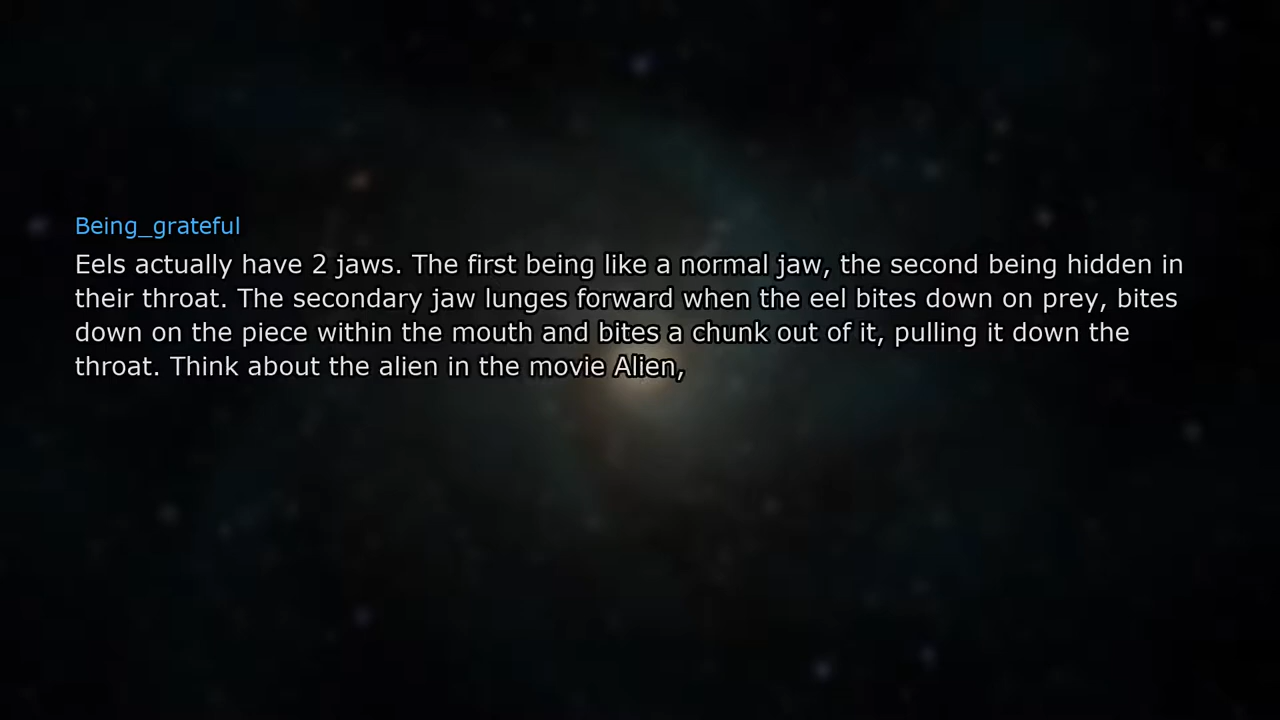 Being_grateful
Eels actually have 2 jaws. The first being like a normal jaw, the second being hidden in
their throat. The secondary jaw lunges forward when the eel bites down on prey, bites
down on the piece within the mouth and bites a chunk out of it, pulling it down the
throat. Think about the alien in the movie Alien,